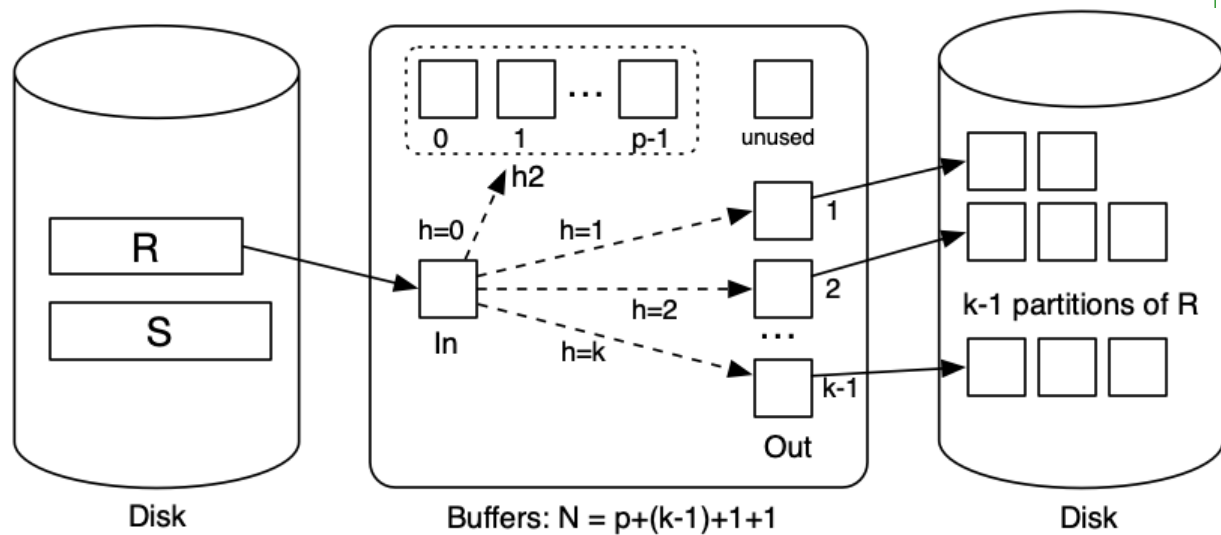 0
1
...
p-1
unused
h2
h=0
h=1
1
R
h=2
2
S
In
...
k-1 partitions of R
h=k
k-1
Out
Disk
Buffers: N = p+(k-1)+1+1
Disk